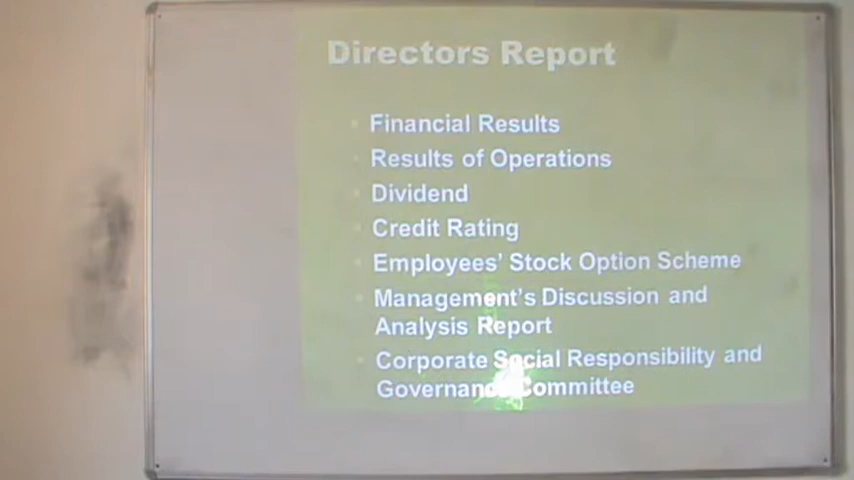 Directors Report
Financial Results
Results of Operations
Dividend
Credit Rating
Employees' Stock Option Scheme
Management's Discussion and
Analysis Report
Corporate Social Responsibility and
Governance Committee